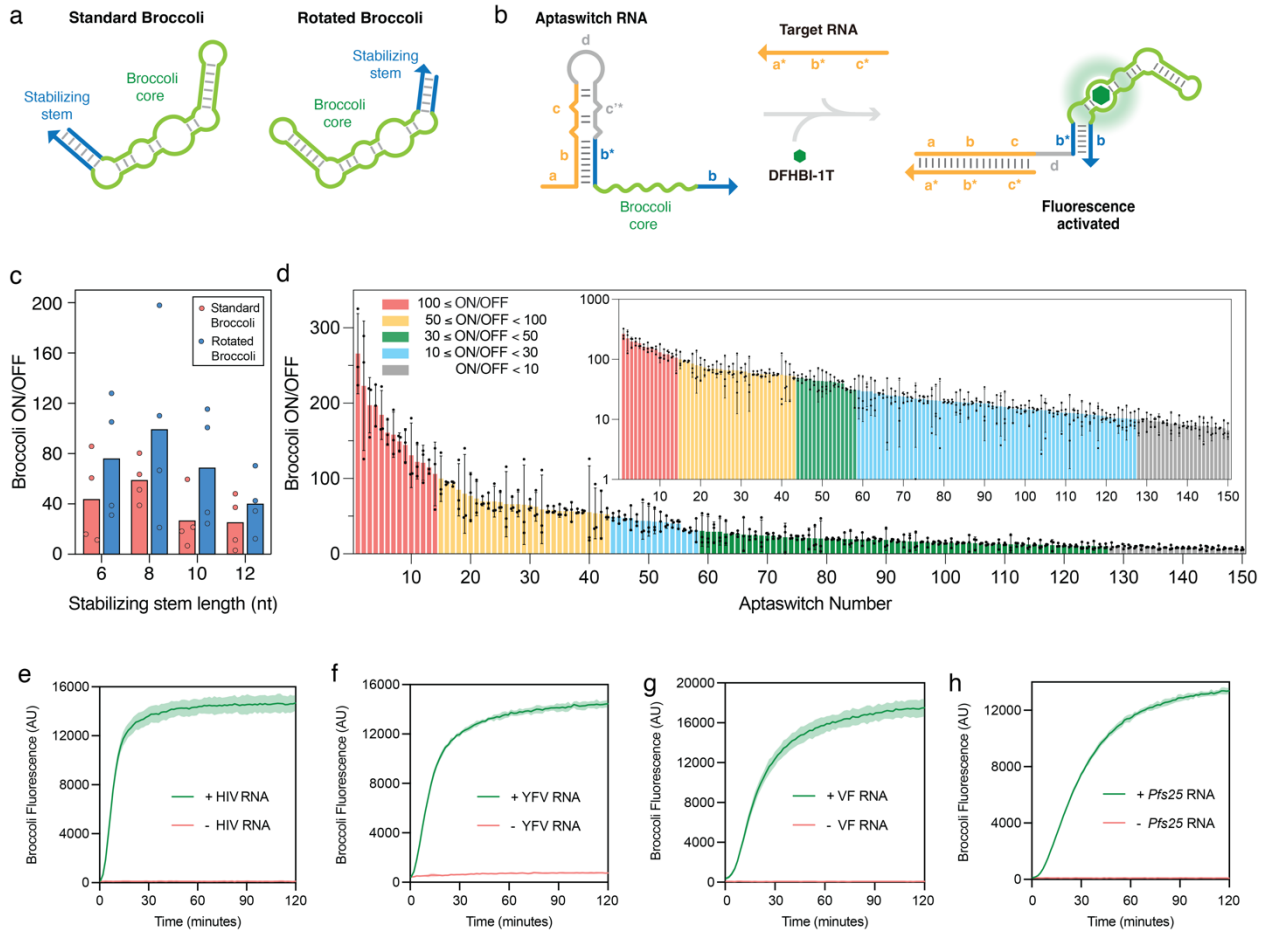 a
Standard Broccoli
Rotated Broccoli
Stabilizing
stem
Broccoli
core
Stabilizing
stem
Broccoli
core
b
Aptaswitch RNA
d
c
c'*
b
b*
a
b
Broccoli
core
Target RNA
a* b* c*
DFHBI-1T
a b c
b* b
d
a* b* c*
Fluorescence
activated
c
Broccoli ON/OFF
200
160
120
80
40
0
Standard
Broccoli
Rotated
Broccoli
6 8 10 12
Stabilizing stem length (nt)
d
Broccoli ON/OFF
300
200
100
0
100 ≤ ON/OFF
50 ≤ ON/OFF < 100
30 ≤ ON/OFF < 50
10 ≤ ON/OFF < 30
ON/OFF < 10
1000
100
10
1
10 20 30 40 50 60 70 80 90 100 110 120 130 140 150
10 20 30 40 50 60 70 80 90 100 110 120 130 140 150
Aptaswitch Number
e
Broccoli Fluorescence (AU)
16000
12000
8000
4000
0
+ HIV RNA
- HIV RNA
0 30 60 90 120
Time (minutes)
f
Broccoli Fluorescence (AU)
16000
12000
8000
4000
0
+ YFV RNA
- YFV RNA
0 30 60 90 120
Time (minutes)
g
Broccoli Fluorescence (AU)
20000
16000
12000
8000
4000
0
+ VF RNA
- VF RNA
0 30 60 90 120
Time (minutes)
h
Broccoli Fluorescence (AU)
12000
8000
4000
0
+ Pfs25 RNA
- Pfs25 RNA
0 30 60 90 120
Time (minutes)